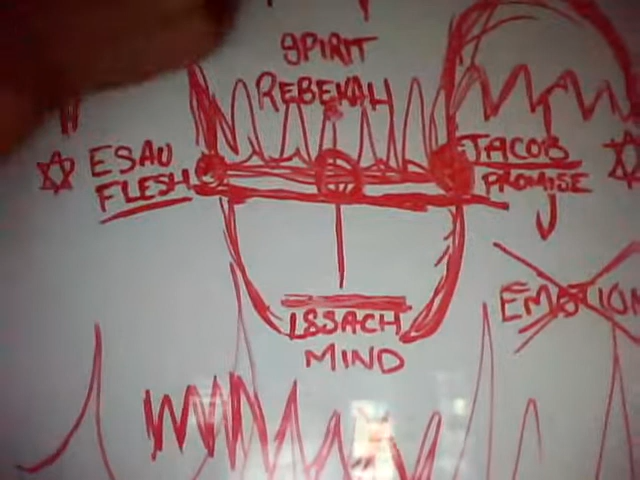 SPIRIT
REBEKAH
ESAU
FLESH
JACOB
PROMISE
EMOTION
ISSACH
MIND